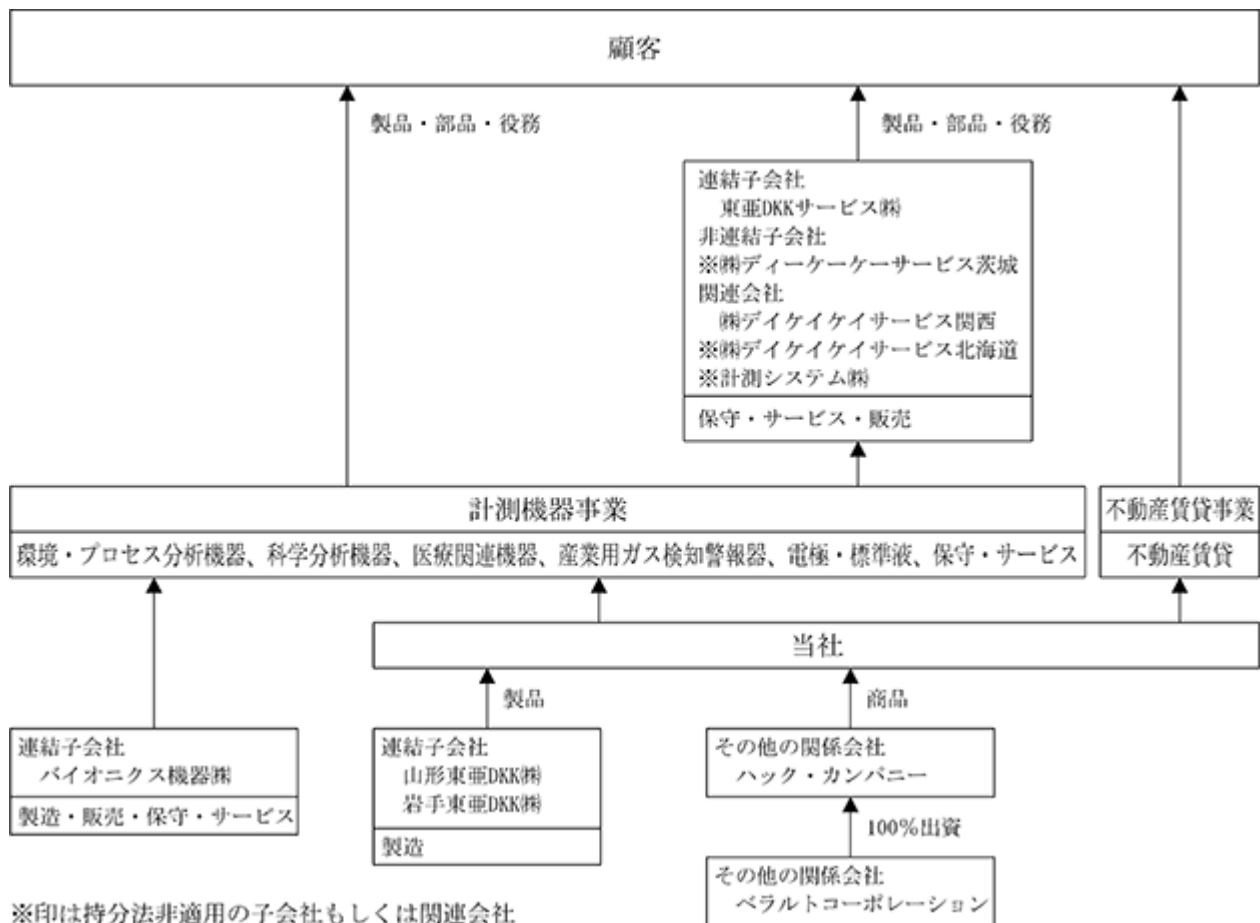 顧客
製品・部品・役務
製品・部品・役務
連結子会社
東亜DKKサービス㈱
非連結子会社
※㈱ディーケーケーサービス茨城
関連会社
㈱デイケイケイサービス関西
※㈱デイケイケイサービス北海道
※計測システム㈱
保守・サービス・販売
計測機器事業
環境・プロセス分析機器、科学分析機器、医療関連機器、産業用ガス検知警報器、電極・標準液、保守・サービス
不動産賃貸事業
不動産賃貸
当社
製品
商品
連結子会社
バイオニクス機器㈱
製造・販売・保守・サービス
連結子会社
山形東亜DKK㈱
岩手東亜DKK㈱
製造
その他の関係会社
ハック・カンパニー
100%出資
その他の関係会社
ベラルトコーポレーション
※印は持分法非適用の子会社もしくは関連会社